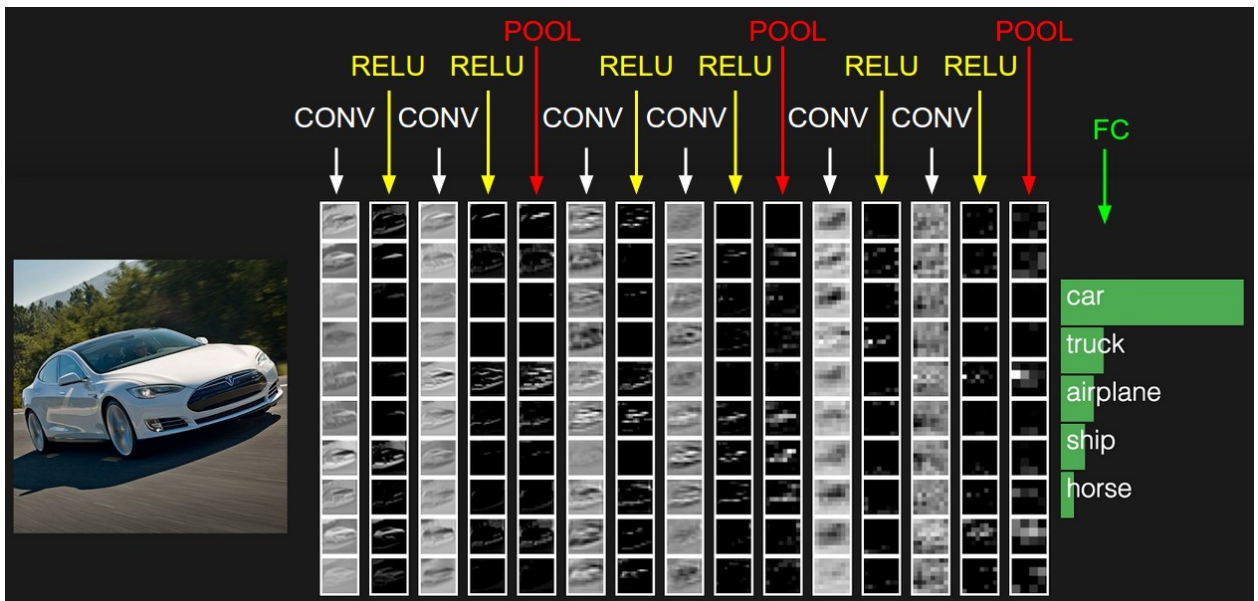 POOL POOL POOL
RELU RELU RELU RELU RELU RELU
CONV CONV CONV CONV CONV CONV
FC
car
truck
airplane
ship
horse